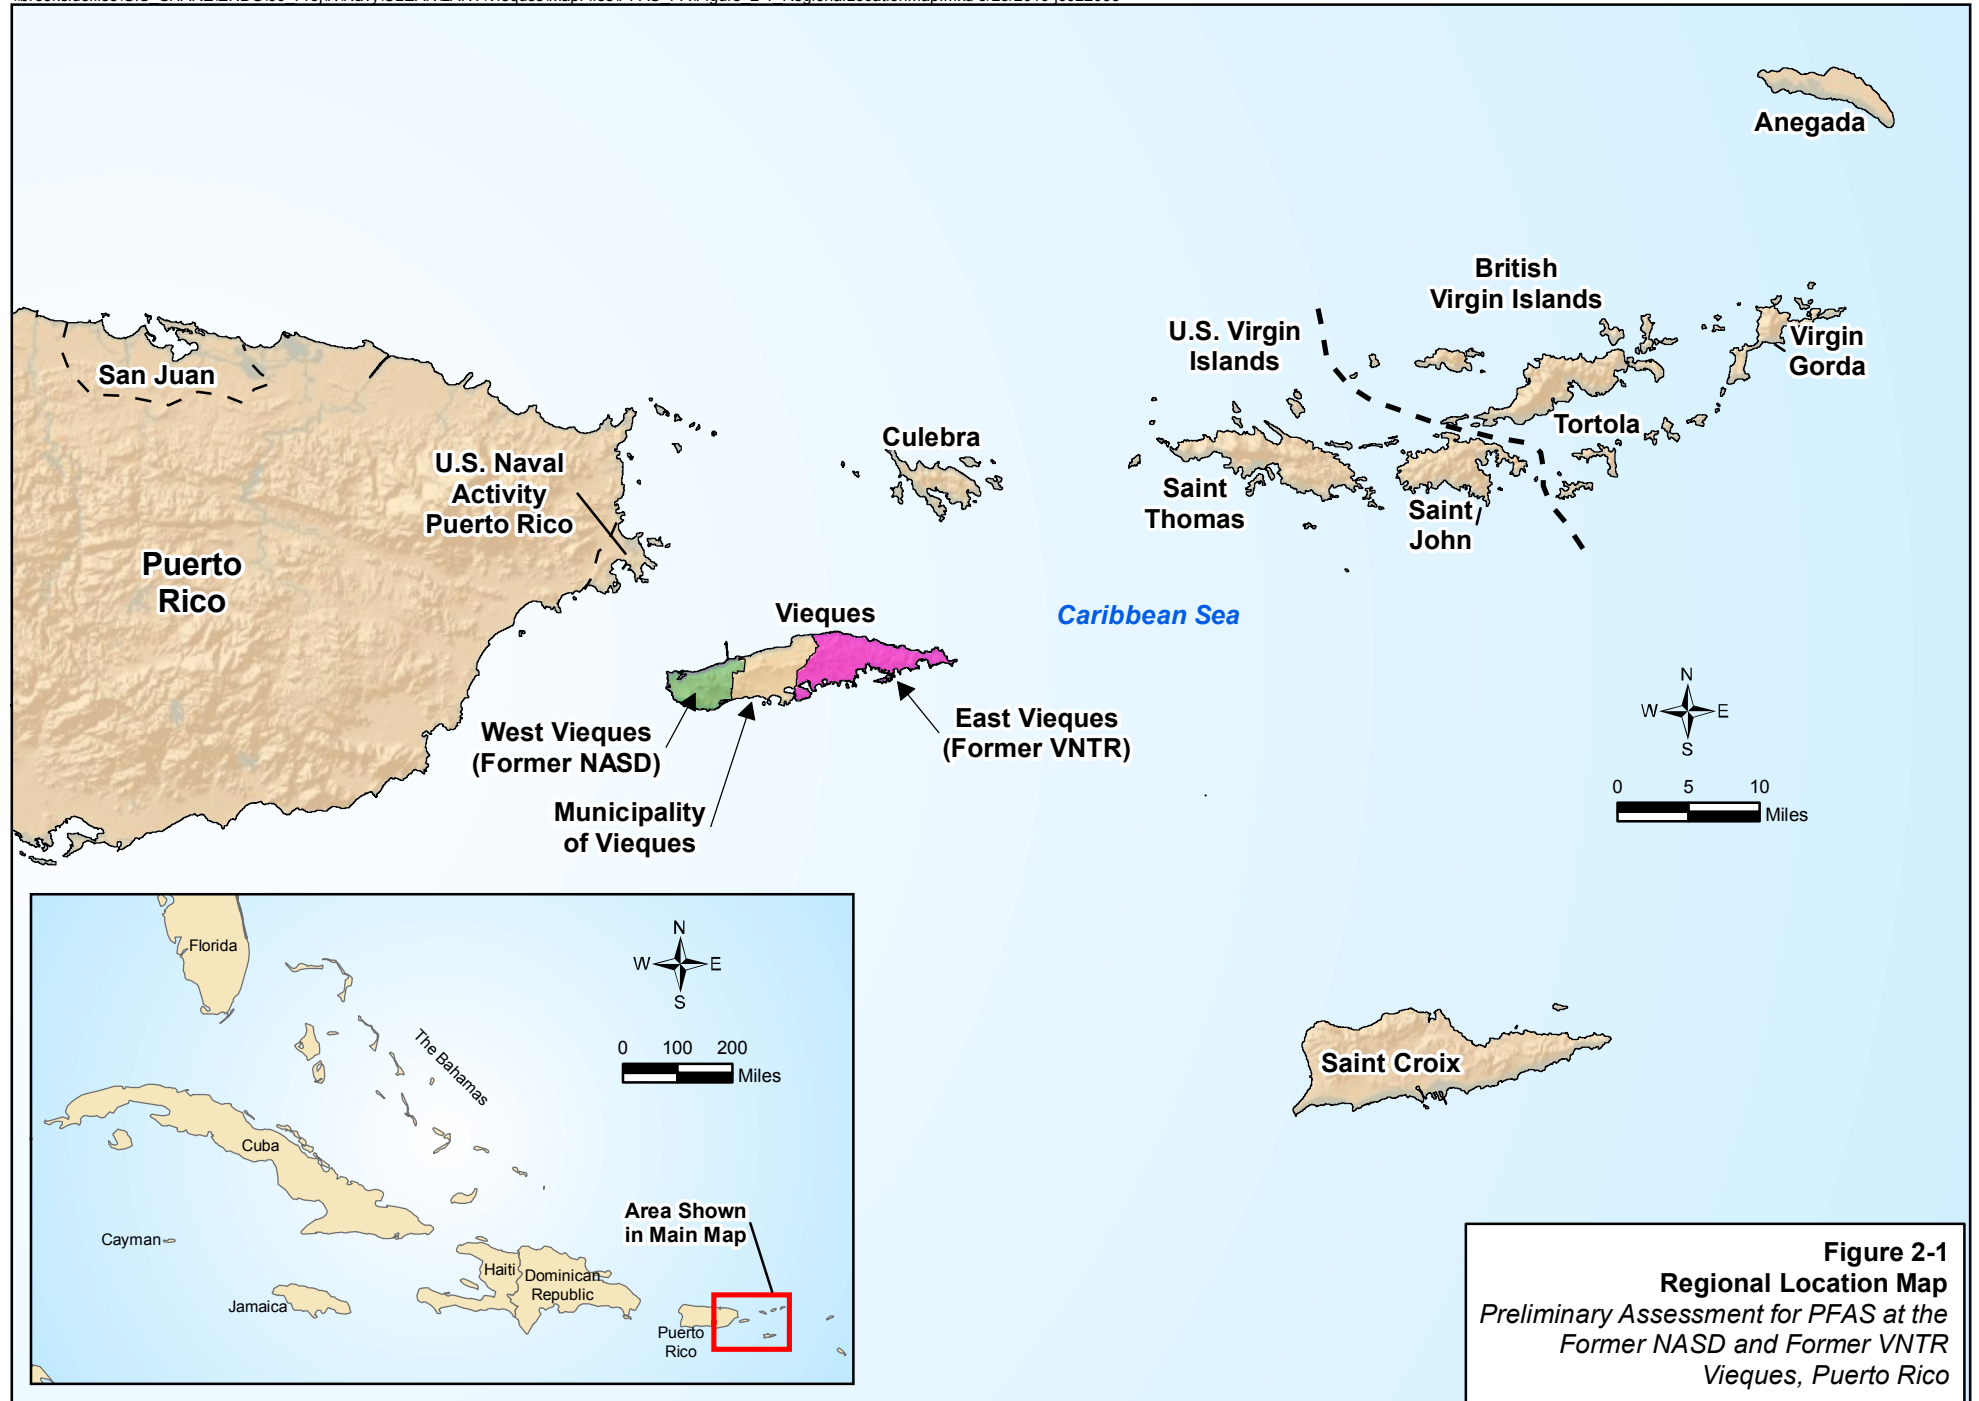 Anegada
British
Virgin Islands
U.S. Virgin
Islands
Virgin
Gorda
San Juan
Tortola
Culebra
U.S. Naval
Activity
Puerto Rico
Saint
Thomas
Saint
John
Puerto
Rico
Vieques
Caribbean Sea
N
W E
S
West Vieques
(Former NASD)
East Vieques
(Former VNTR)
0 5 10
Miles
Municipality
of Vieques
Florida
N
W E
S
The Bahamas
0 100 200
Miles
Saint Croix
Cuba
Area Shown
in Main Map
Cayman
Haiti
Dominican
Republic
Jamaica
Puerto
Rico
Figure 2-1
Regional Location Map
Preliminary Assessment for PFAS at the
Former NASD and Former VNTR
Vieques, Puerto Rico